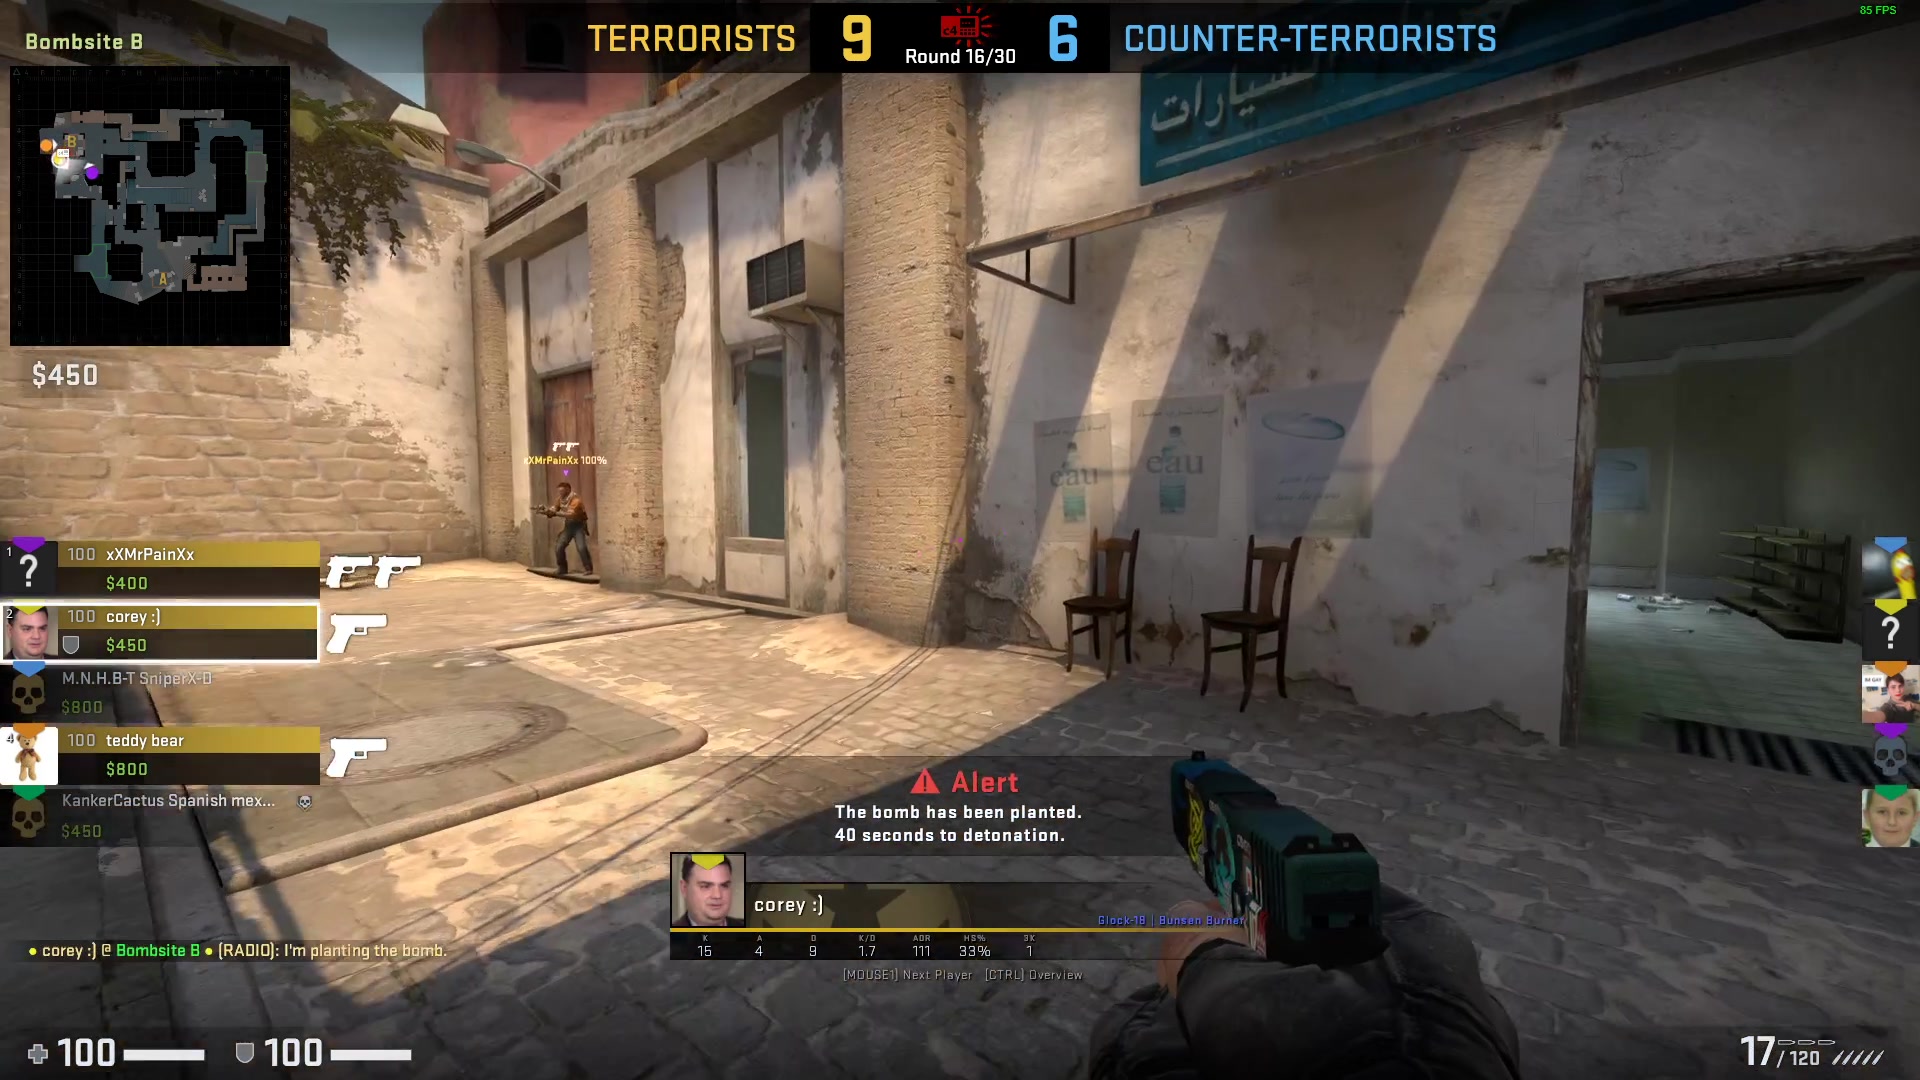 85 FPS
Bombsite B
TERRORISTS 9 6 COUNTER-TERRORISTS
Round 16/30
السيارات
B
A
$450
xXMrPainXx 100%
eau
eau
1 ? 100 xXMrPainXx
$400
2 100 corey :)
$450
M.N.H.B-T SniperX-D
$800
4 100 teddy bear
$800
KankerCactus Spanish mex...
$450
?
Alert
The bomb has been planted.
40 seconds to detonation.
corey :)
Glock-18 | Bunsen Burner
K A D K/D ADR HS% 3K
15 4 9 1.7 111 33% 1
[MOUSE1] Next Player [CTRL] Overview
● corey :) @ Bombsite B ● (RADIO): I'm planting the bomb.
100 100
17 / 120